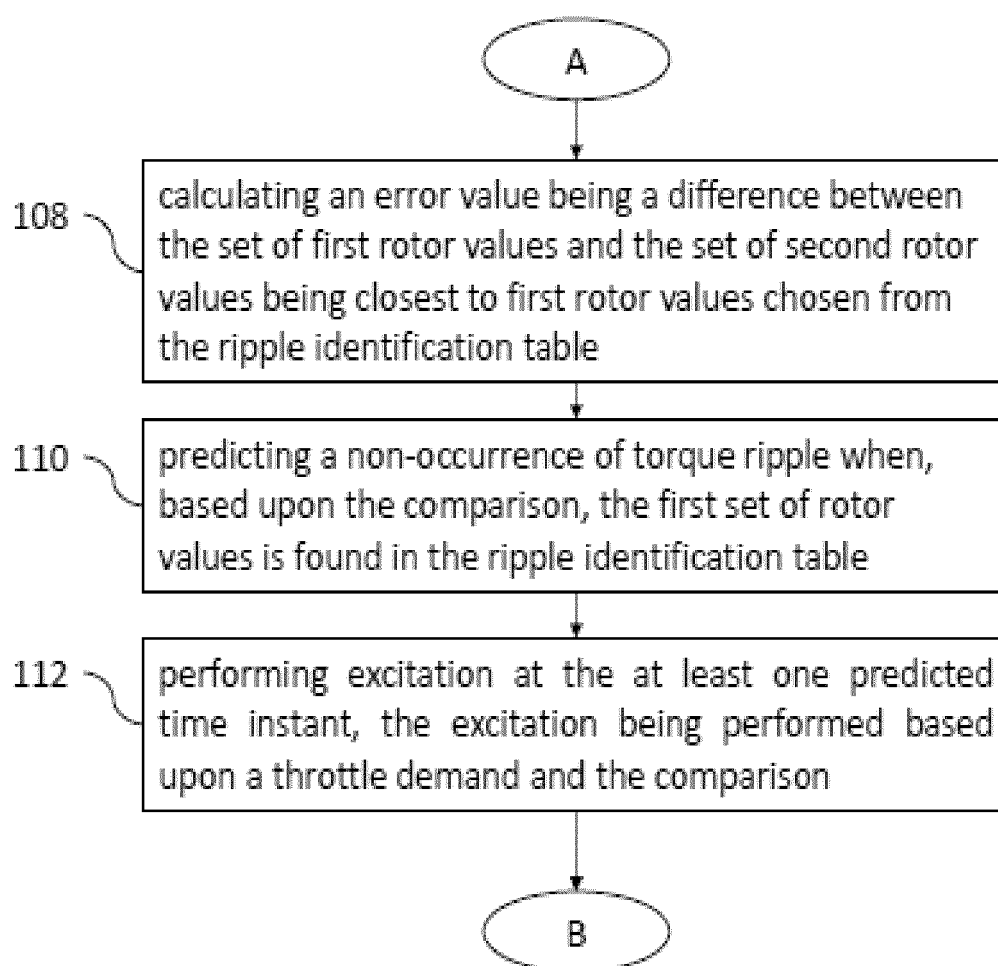 A
108
calculating an error value being a difference between
the set of first rotor values and the set of second rotor
values being closest to first rotor values chosen from
the ripple identification table
110
predicting a non-occurrence of torque ripple when,
based upon the comparison, the first set of rotor
values is found in the ripple identification table
112
performing excitation at the at least one predicted
time instant, the excitation being performed based
upon a throttle demand and the comparison
B